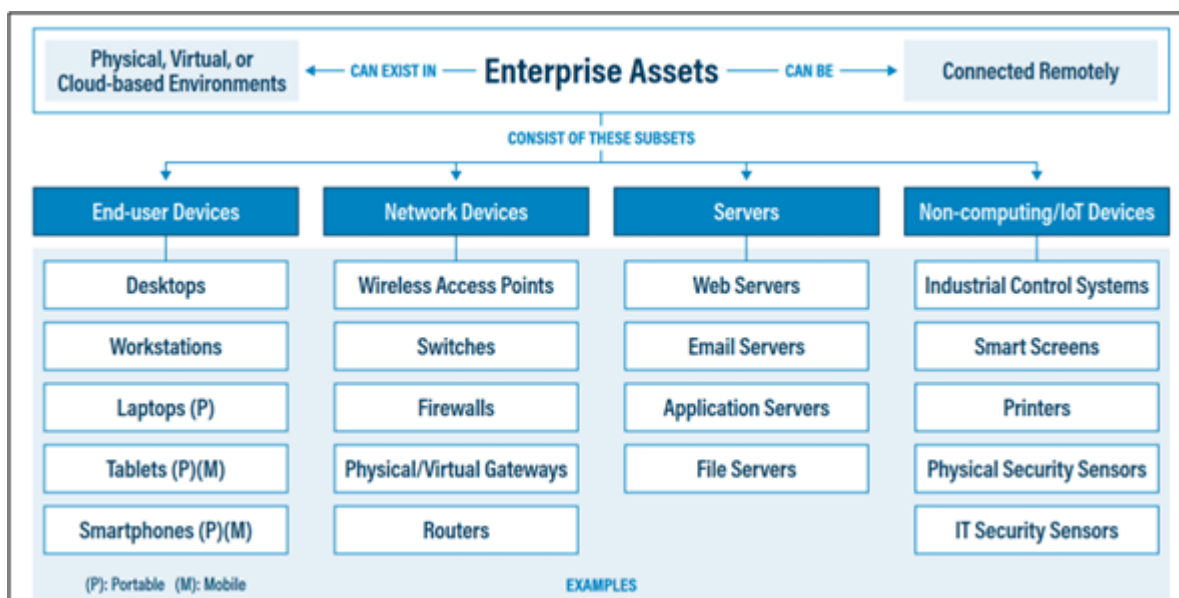 Physical, Virtual, or
Cloud-based Environments
CAN EXIST IN
Enterprise Assets
CAN BE
Connected Remotely
CONSIST OF THESE SUBSETS
End-user Devices
Network Devices
Servers
Non-computing/IoT Devices
Desktops
Wireless Access Points
Web Servers
Industrial Control Systems
Workstations
Switches
Email Servers
Smart Screens
Laptops (P)
Firewalls
Application Servers
Printers
Tablets (P)(M)
Physical/Virtual Gateways
File Servers
Physical Security Sensors
Smartphones (P)(M)
Routers
IT Security Sensors
(P): Portable (M): Mobile
EXAMPLES